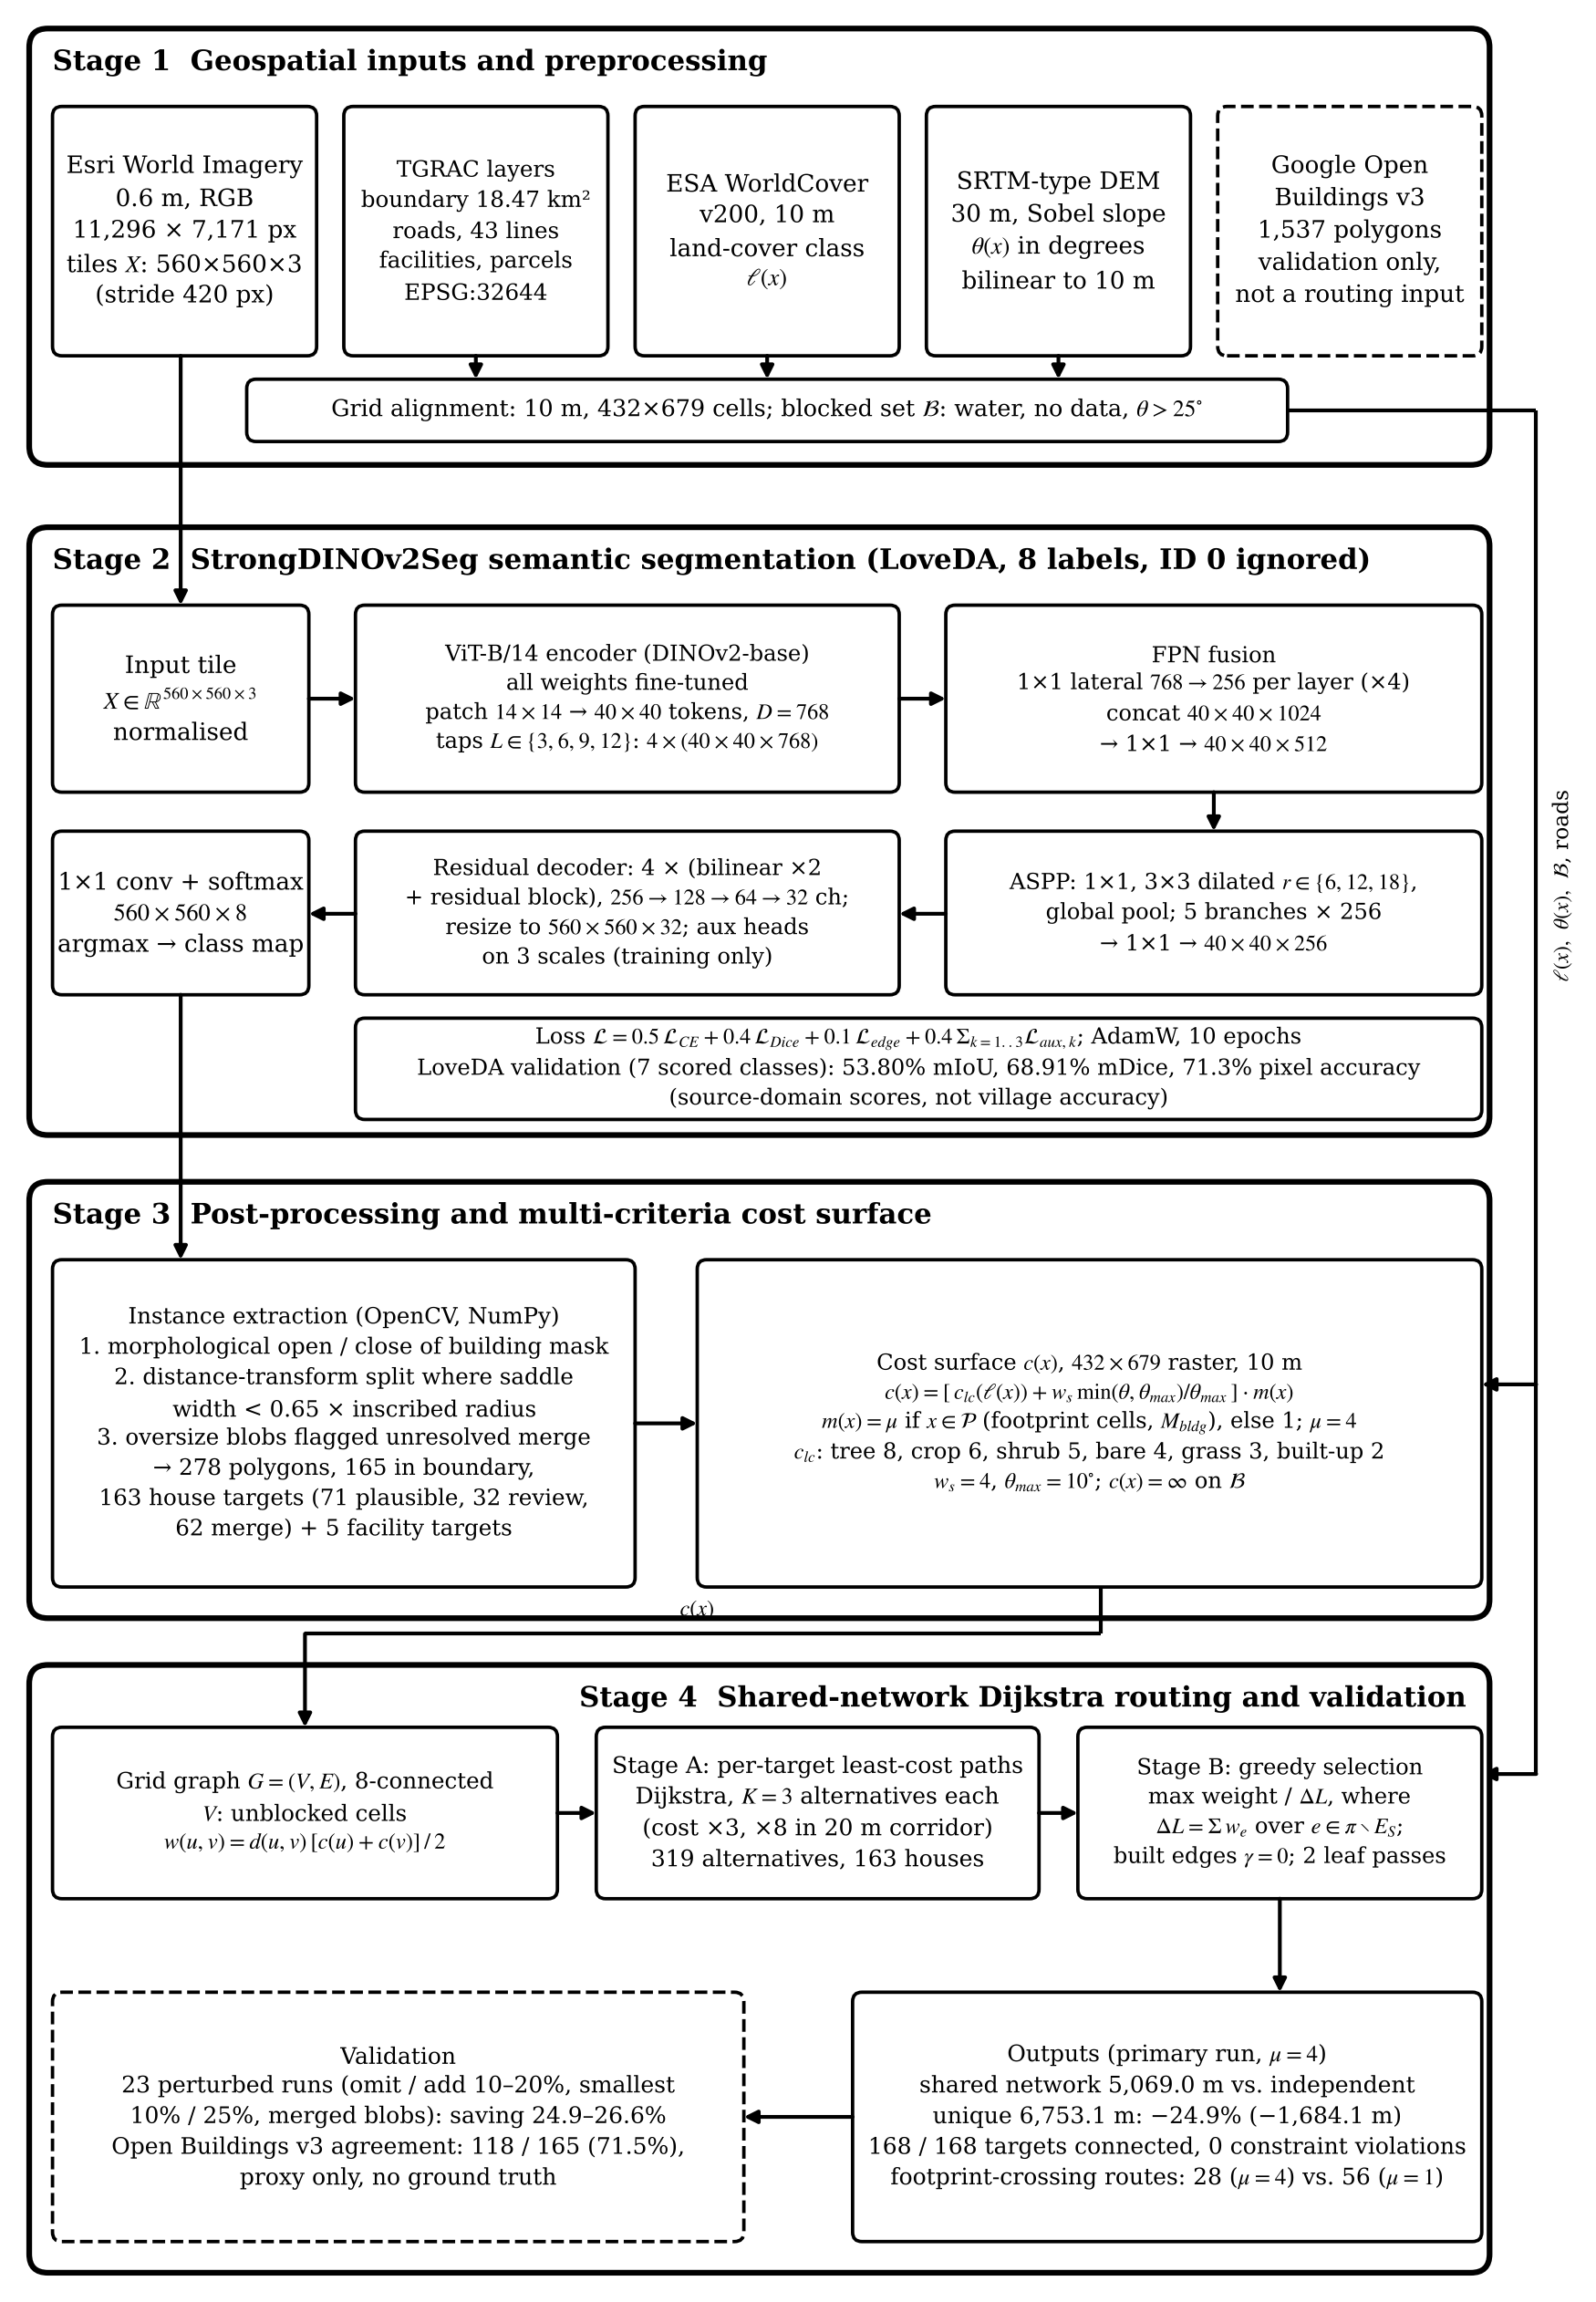 Stage 1 Geospatial inputs and preprocessing
Esri World Imagery
0.6 m, RGB
11,296 × 7,171 px
tiles X: 560×560×3
(stride 420 px)
TGRAC layers
boundary 18.47 km²
roads, 43 lines
facilities, parcels
EPSG:32644
ESA WorldCover
v200, 10 m
land-cover class
ℓ(x)
SRTM-type DEM
30 m, Sobel slope
θ(x) in degrees
bilinear to 10 m
Google Open
Buildings v3
1,537 polygons
validation only,
not a routing input
Grid alignment: 10 m, 432×679 cells; blocked set ℬ: water, no data, θ > 25°
Stage 2 StrongDINOv2Seg semantic segmentation (LoveDA, 8 labels, ID 0 ignored)
Input tile
X ∈ ℝ^560×560×3
normalised
ViT-B/14 encoder (DINOv2-base)
all weights fine-tuned
patch 14 × 14 → 40 × 40 tokens, D = 768
taps L ∈ {3, 6, 9, 12}: 4 × (40 × 40 × 768)
FPN fusion
1×1 lateral 768 → 256 per layer (×4)
concat 40 × 40 × 1024
→ 1×1 → 40 × 40 × 512
1×1 conv + softmax
560 × 560 × 8
argmax → class map
Residual decoder: 4 × (bilinear ×2
+ residual block), 256 → 128 → 64 → 32 ch;
resize to 560 × 560 × 32; aux heads
on 3 scales (training only)
ASPP: 1×1, 3×3 dilated r ∈ {6, 12, 18},
global pool; 5 branches × 256
→ 1×1 → 40 × 40 × 256
Loss ℒ = 0.5 ℒ_CE + 0.4 ℒ_Dice + 0.1 ℒ_edge + 0.4 Σ_k=1..3 ℒ_aux,k; AdamW, 10 epochs
LoveDA validation (7 scored classes): 53.80% mIoU, 68.91% mDice, 71.3% pixel accuracy
(source-domain scores, not village accuracy)
ℓ(x), θ(x), ℬ, roads
Stage 3 Post-processing and multi-criteria cost surface
Instance extraction (OpenCV, NumPy)
1. morphological open / close of building mask
2. distance-transform split where saddle
width < 0.65 × inscribed radius
3. oversize blobs flagged unresolved merge
→ 278 polygons, 165 in boundary,
163 house targets (71 plausible, 32 review,
62 merge) + 5 facility targets
Cost surface c(x), 432 × 679 raster, 10 m
c(x) = [ c_lc(ℓ(x)) + w_s min(θ, θ_max)/θ_max ] · m(x)
m(x) = μ if x ∈ 𝒫 (footprint cells, M_bldg), else 1; μ = 4
c_lc: tree 8, crop 6, shrub 5, bare 4, grass 3, built-up 2
w_s = 4, θ_max = 10°; c(x) = ∞ on ℬ
c(x)
Stage 4 Shared-network Dijkstra routing and validation
Grid graph G = (V, E), 8-connected
V: unblocked cells
w(u, v) = d(u, v) [c(u) + c(v)] / 2
Stage A: per-target least-cost paths
Dijkstra, K = 3 alternatives each
(cost ×3, ×8 in 20 m corridor)
319 alternatives, 163 houses
Stage B: greedy selection
max weight / ΔL, where
ΔL = Σ w_e over e ∈ π ∖ E_S;
built edges γ = 0; 2 leaf passes
Validation
23 perturbed runs (omit / add 10–20%, smallest
10% / 25%, merged blobs): saving 24.9–26.6%
Open Buildings v3 agreement: 118 / 165 (71.5%),
proxy only, no ground truth
Outputs (primary run, μ = 4)
shared network 5,069.0 m vs. independent
unique 6,753.1 m: −24.9% (−1,684.1 m)
168 / 168 targets connected, 0 constraint violations
footprint-crossing routes: 28 (μ = 4) vs. 56 (μ = 1)